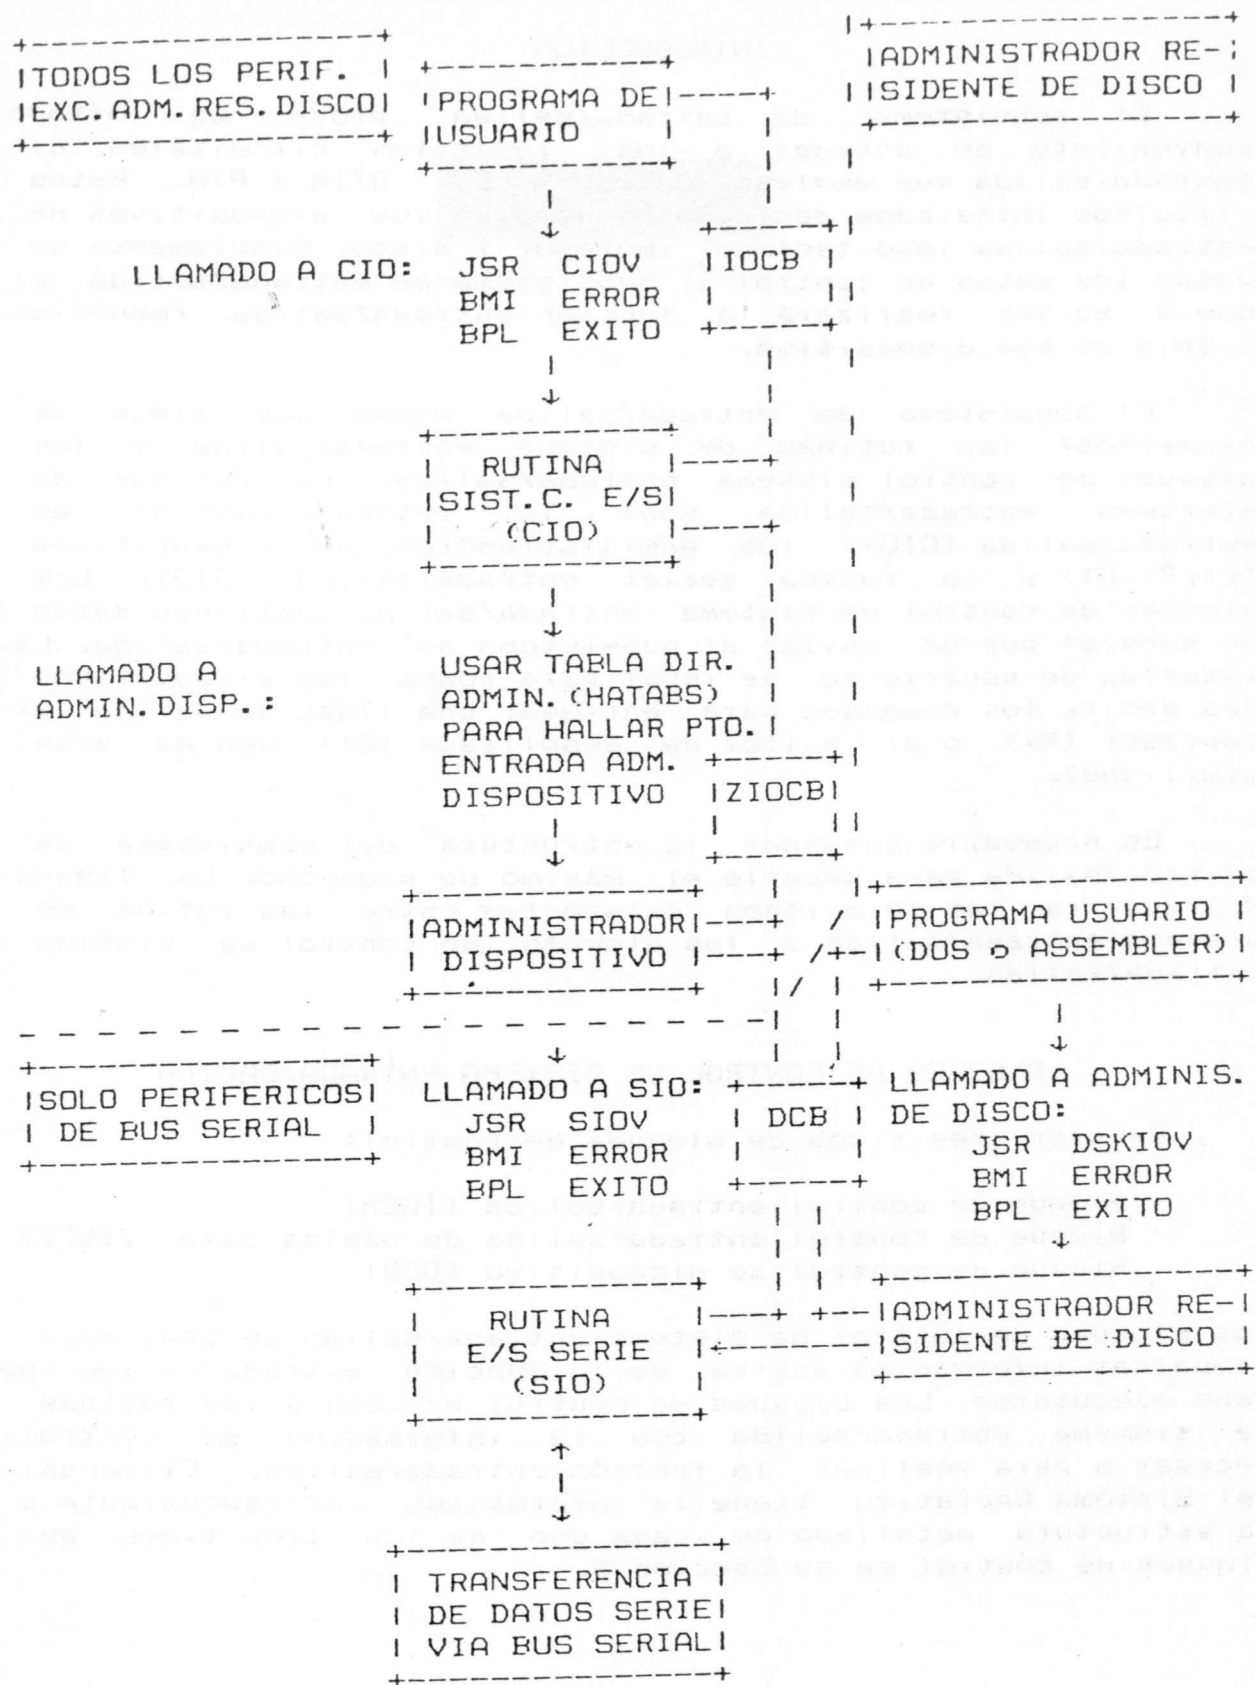 TODOS LOS PERIF.
EXC.ADM.RES.DISCO
PROGRAMA DE
USUARIO
ADMINISTRADOR RE-
SIDENTE DE DISCO
LLAMADO A CIO:
JSR CIOV
BMI ERROR
BPL EXITO
IOCB
RUTINA
SIST.C. E/S
(CIO)
LLAMADO A
ADMIN.DISP.:
USAR TABLA DIR.
ADMIN.(HATABS)
PARA HALLAR PTO.
ENTRADA ADM.
DISPOSITIVO
ZIOCB
ADMINISTRADOR
DISPOSITIVO
PROGRAMA USUARIO
(DOS o ASSEMBLER)
SOLO PERIFERICOS
DE BUS SERIAL
LLAMADO A SIO:
JSR SIOV
BMI ERROR
BPL EXITO
DCB
LLAMADO A ADMINIS.
DE DISCO:
JSR DSKIOV
BMI ERROR
BPL EXITO
RUTINA
E/S SERIE
(SIO)
ADMINISTRADOR RE-
SIDENTE DE DISCO
TRANSFERENCIA
DE DATOS SERIE
VIA BUS SERIAL